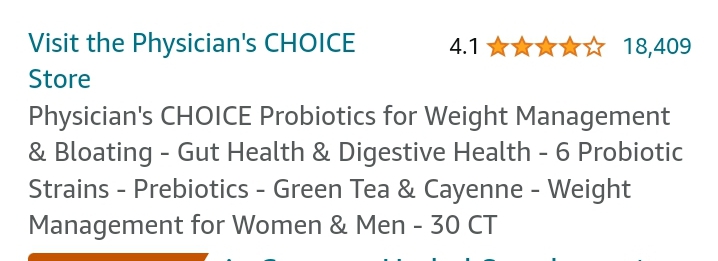 Visit the Physician's CHOICE
Store
4.1
18,409
Physician's CHOICE Probiotics for Weight Management
& Bloating - Gut Health & Digestive Health - 6 Probiotic
Strains - Prebiotics - Green Tea & Cayenne - Weight
Management for Women & Men - 30 CT